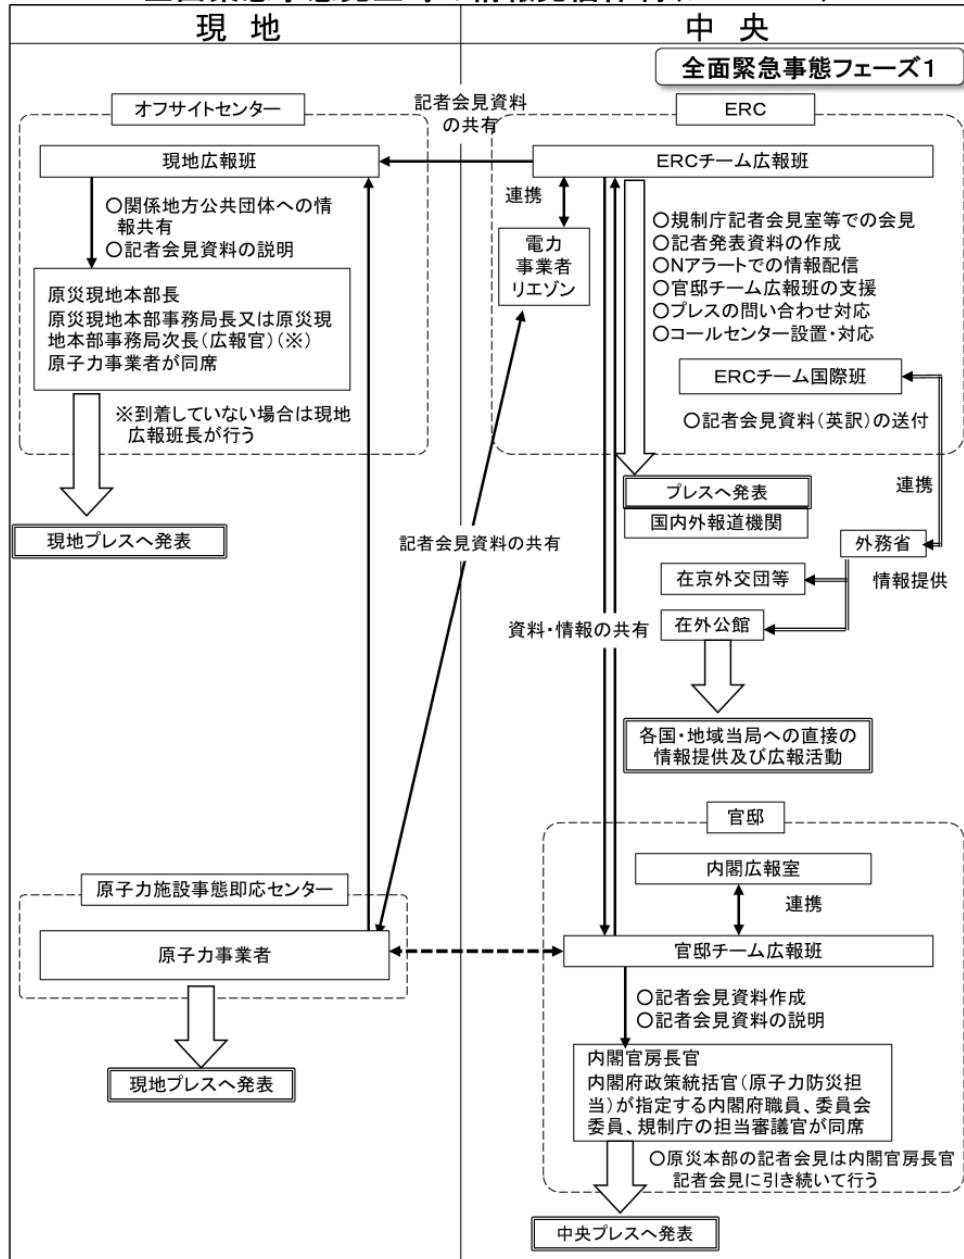 現 地
中 央
全面緊急事態フェーズ1
オフサイトセンター
記者会見資料
の共有
ERC
現地広報班
ERCチーム広報班
○関係地方公共団体への情
報共有
○記者会見資料の説明
連携
電力
事業者
リエゾン
○規制庁記者会見室等での会見
○記者発表資料の作成
○Nアラートでの情報配信
○官邸チーム広報班の支援
○プレスの問い合わせ対応
○コールセンター設置・対応
原災現地本部長
原災現地本部事務局長又は原災現
地本部事務局次長(広報官)(※)
原子力事業者が同席
ERCチーム国際班
※到着していない場合は現地
広報班長が行う
○記者会見資料(英訳)の送付
連携
プレスへ発表
国内外報道機関
現地プレスへ発表
記者会見資料の共有
外務省
在京外交団等
情報提供
在外公館
資料・情報の共有
各国・地域当局への直接の
情報提供及び広報活動
官邸
内閣広報室
原子力施設事態即応センター
連携
原子力事業者
官邸チーム広報班
○記者会見資料作成
○記者会見資料の説明
現地プレスへ発表
内閣官房長官
内閣府政策統括官(原子力防災担
当)が指定する内閣府職員、委員会
委員、規制庁の担当審議官が同席
○原災本部の記者会見は内閣官房長官
記者会見に引き続いて行う
中央プレスへ発表